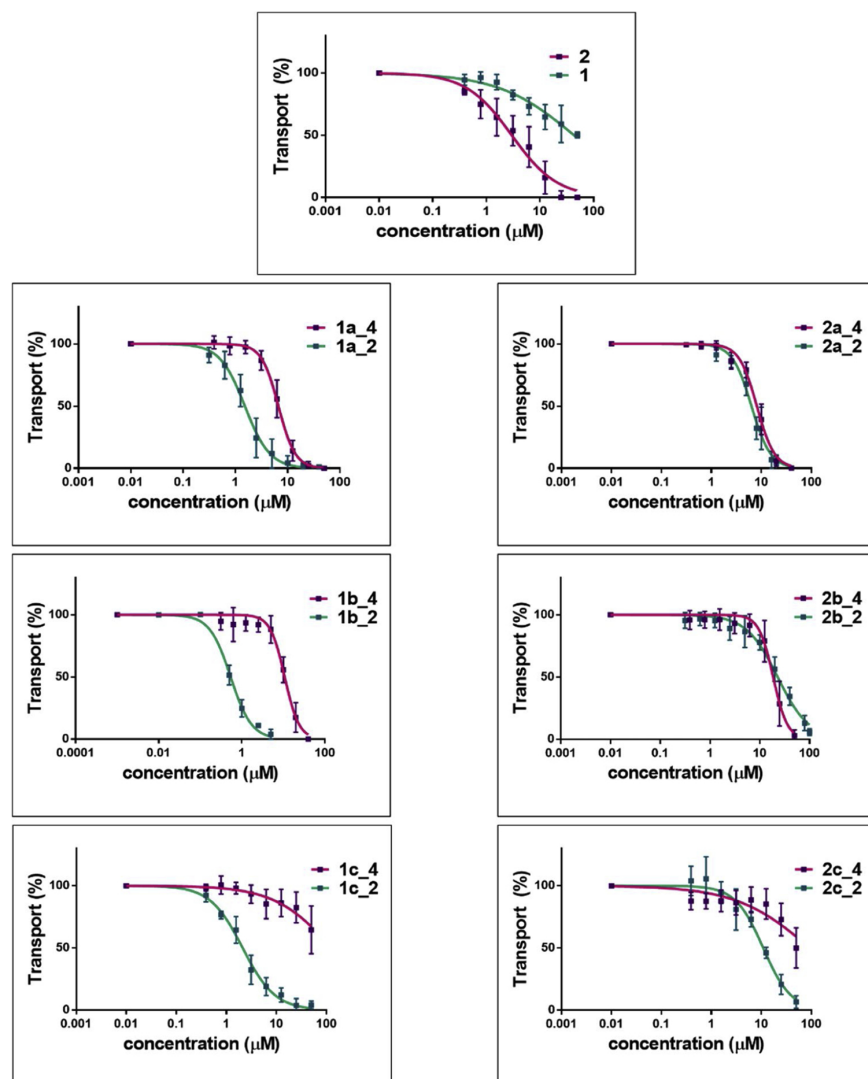 2
1
Transport (%)
100
50
0
0.001 0.01 0.1 1 10 100
concentration (μM)
1a_4
1a_2
Transport (%)
100
50
0
0.001 0.01 0.1 1 10 100
concentration (μM)
2a_4
2a_2
Transport (%)
100
50
0
0.001 0.01 0.1 1 10 100
concentration (μM)
1b_4
1b_2
Transport (%)
100
50
0
0.0001 0.01 1 100
concentration (μM)
2b_4
2b_2
Transport (%)
100
50
0
0.001 0.01 0.1 1 10 100
concentration (μM)
1c_4
1c_2
Transport (%)
100
50
0
0.001 0.01 0.1 1 10 100
concentration (μM)
2c_4
2c_2
Transport (%)
100
50
0
0.001 0.01 0.1 1 10 100
concentration (μM)